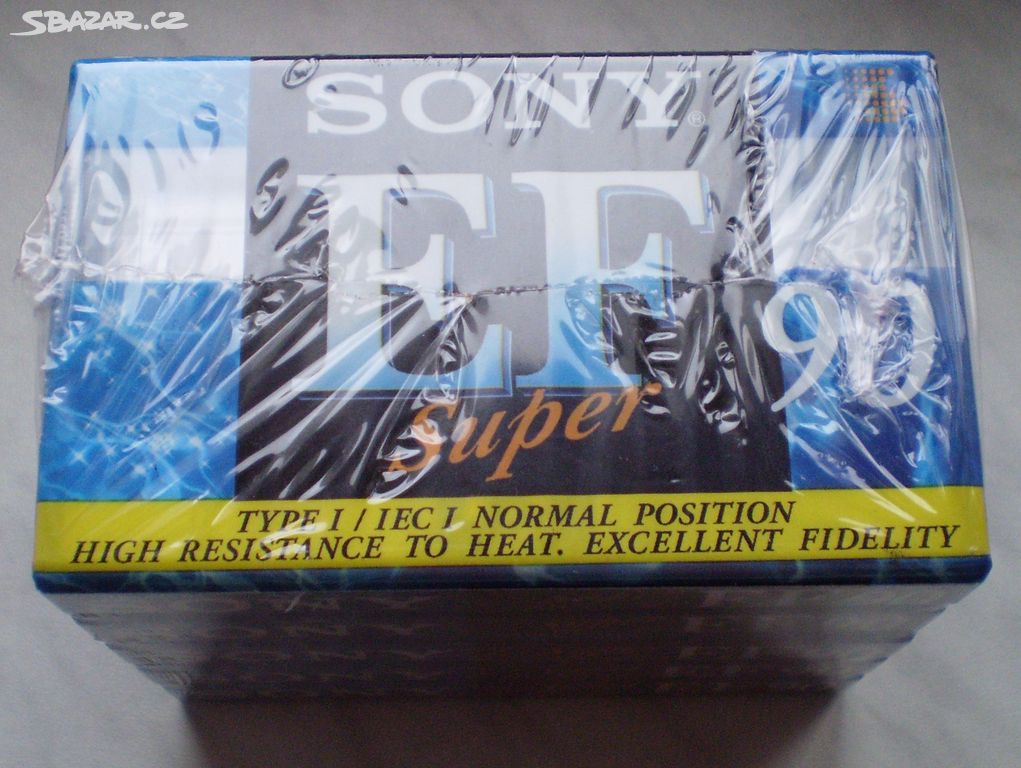 SBAZAR.CZ
SONY®
EF
Super
90
TYPE I / IEC I NORMAL POSITION
HIGH RESISTANCE TO HEAT. EXCELLENT FIDELITY